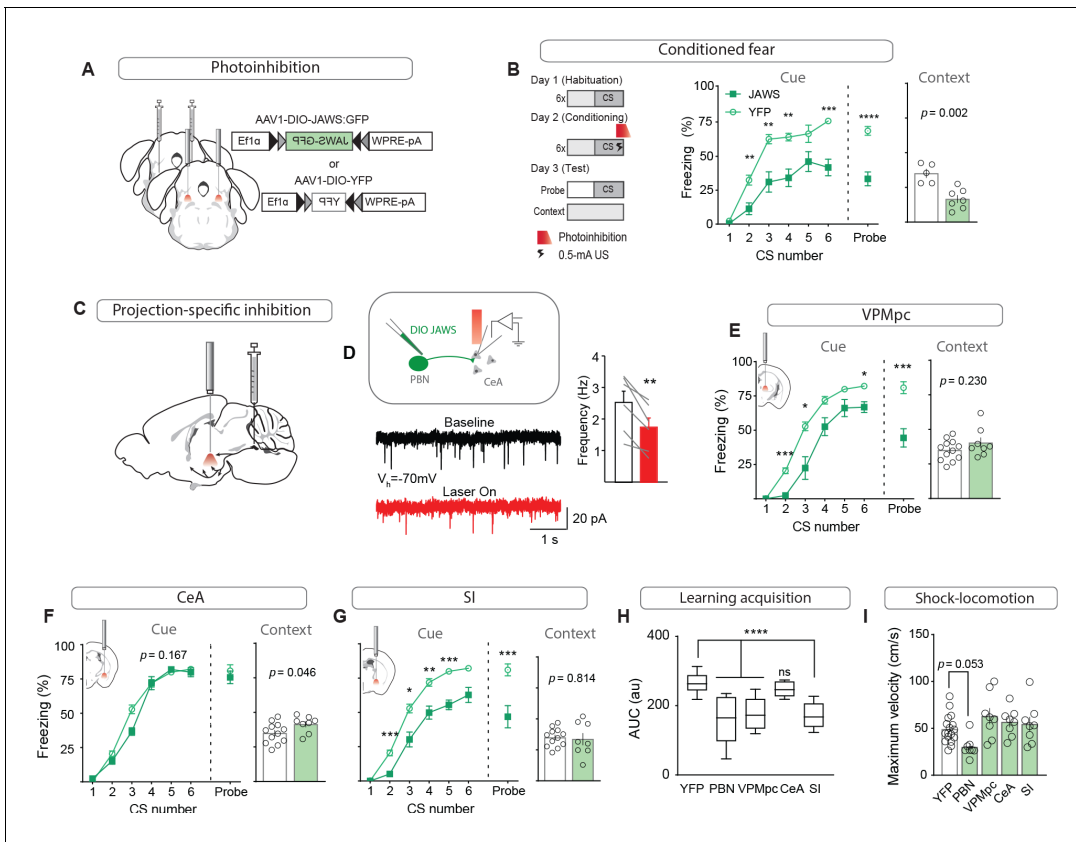 A
Photoinhibition
AAV1-DIO-JAWS:GFP
Ef1α
JAWS-GFP
WPRE-pA
or
AAV1-DIO-YFP
Ef1α
YFP
WPRE-pA
Conditioned fear
B
Day 1 (Habituation)
6x
CS
Day 2 (Conditioning)
6x
CS
Day 3 (Test)
Probe
CS
Context
Photoinhibition
0.5-mA US
Cue
JAWS
YFP
Freezing (%)
100
75
50
25
0
** ** ** *** ****
1 2 3 4 5 6 Probe
CS number
Context
p = 0.002
C
Projection-specific inhibition
D
DIO JAWS
PBN
CeA
Baseline
Vh=-70mV
Laser On
20 pA
1 s
Frequency (Hz)
4
3
2
1
**
VPMpc
E
Cue
Freezing (%)
100
75
50
25
*** * * ***
1 2 3 4 5 6 Probe
CS number
Context
p = 0.230
CeA
F
Cue
p = 0.167
Freezing (%)
100
75
50
25
1 2 3 4 5 6 Probe
CS number
Context
p = 0.046
SI
G
Cue
100
75
50
25
*** * ** *** ***
1 2 3 4 5 6 Probe
CS number
Context
p = 0.814
H
Learning acquisition
AUC (au)
400
200
0
****
ns
YFP PBN VPMpc CeA SI
I
Shock-locomotion
Maximum velocity (cm/s)
150
100
50
0
p = 0.053
YFP
PBN
VPMpc
CeA
SI